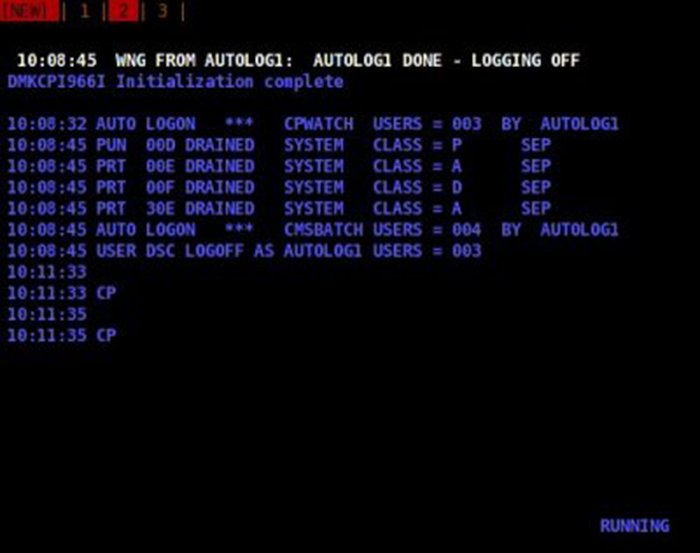 [NEW] | 1 | 2 | 3 |
10:08:45 WNG FROM AUTOLOG1: AUTOLOG1 DONE - LOGGING OFF
DMKCPI966I Initialization complete
10:08:32 AUTO LOGON *** CPWATCH USERS = 003 BY AUTOLOG1
10:08:45 PUN 00D DRAINED SYSTEM CLASS = P SEP
10:08:45 PRT 00E DRAINED SYSTEM CLASS = A SEP
10:08:45 PRT 00F DRAINED SYSTEM CLASS = D SEP
10:08:45 PRT 30E DRAINED SYSTEM CLASS = A SEP
10:08:45 AUTO LOGON *** CMSBATCH USERS = 004 BY AUTOLOG1
10:08:45 USER DSC LOGOFF AS AUTOLOG1 USERS = 003
10:11:33
10:11:33 CP
10:11:35
10:11:35 CP
RUNNING